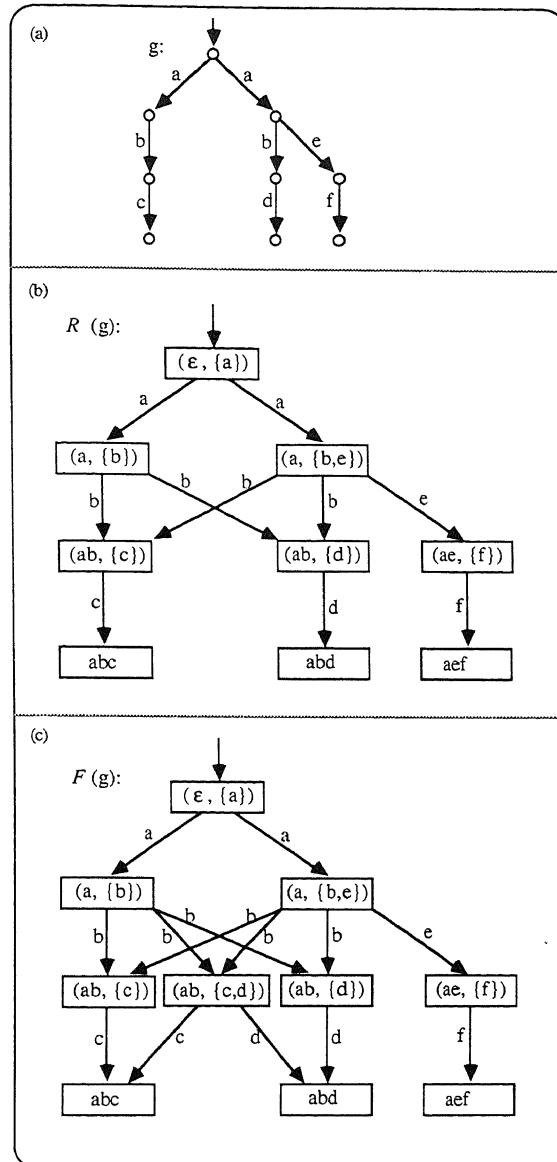 (a)
g:
a a
b b e
c d f
(b)
R (g):
(ε, {a})
a a
(a, {b}) (a, {b,e})
b b b b e
(ab, {c}) (ab, {d}) (ae, {f})
c d f
abc abd aef
(c)
F (g):
(ε, {a})
a a
(a, {b}) (a, {b,e})
b b b b b b e
(ab, {c}) (ab, {c,d}) (ab, {d}) (ae, {f})
c c d d f
abc abd aef